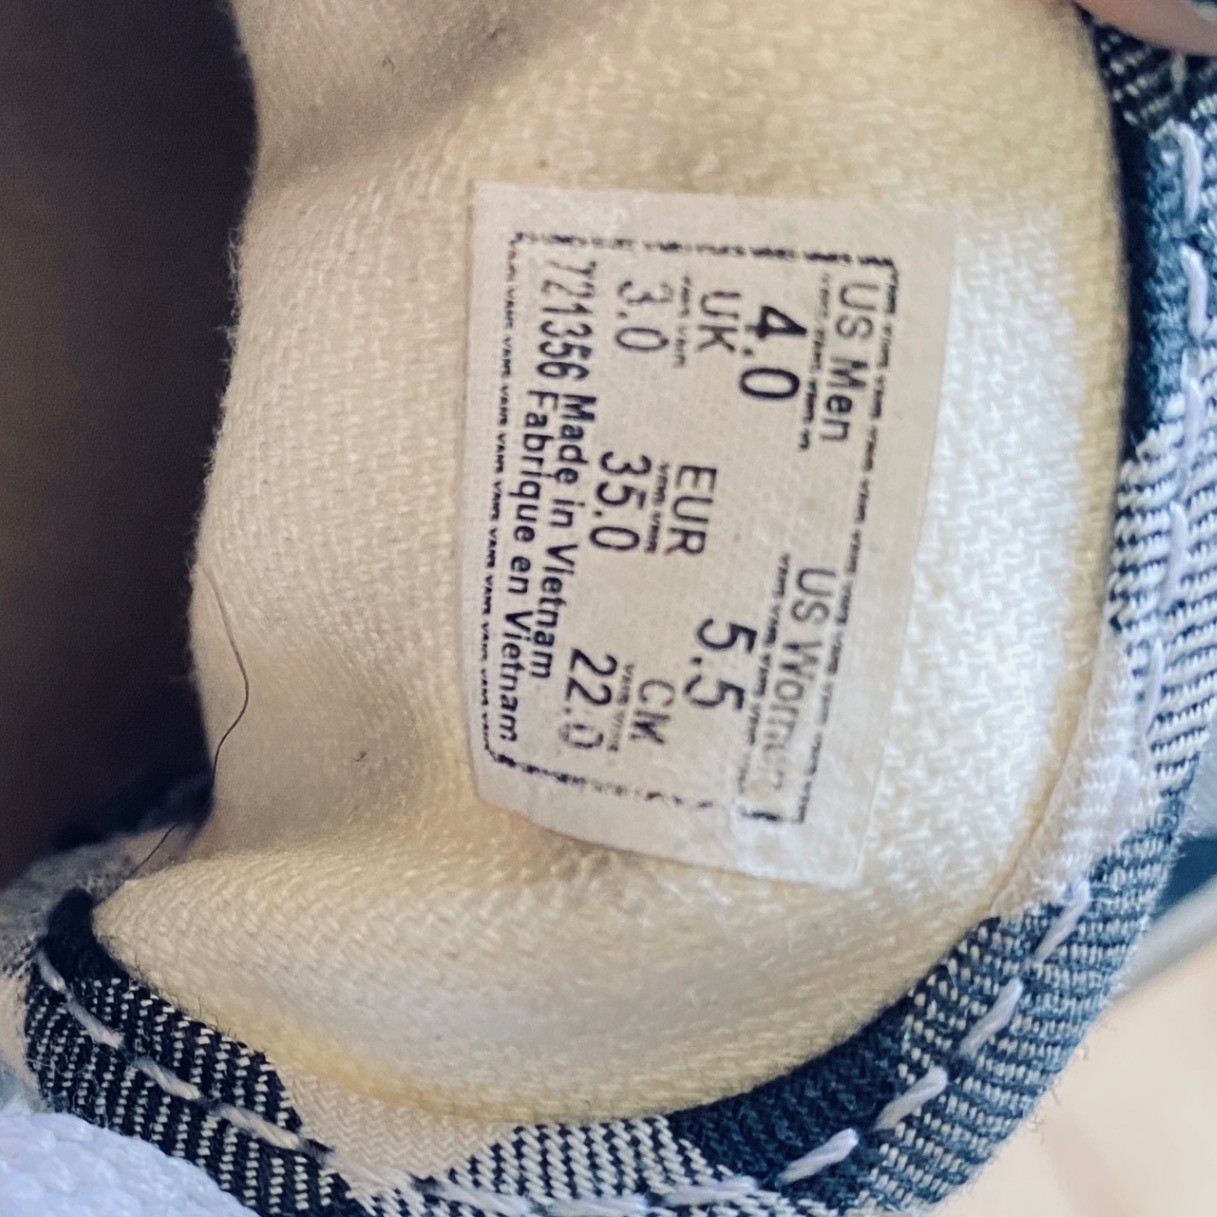 US Men US Women
4.0 5.5
UK EUR CM
3.0 35.0 22.0
721356 Made in Vietnam
Fabrique en Vietnam